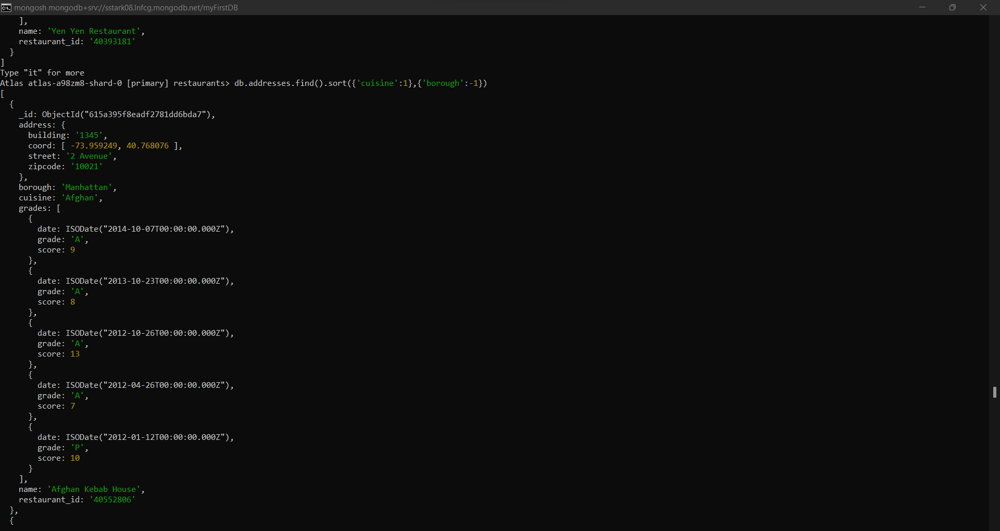 mongosh mongodb+srv://sstark08.lnfcg.mongodb.net/myFirstDB
    ],
    name: 'Yen Yen Restaurant',
    restaurant_id: '40393181'
  }
]
Type "it" for more
Atlas atlas-a98zm8-shard-0 [primary] restaurants> db.addresses.find().sort({'cuisine':1},{'borough':-1})
[
  {
    _id: ObjectId("615a395f8eadf2781dd6bda7"),
    address: {
      building: '1345',
      coord: [ -73.959249, 40.768076 ],
      street: '2 Avenue',
      zipcode: '10021'
    },
    borough: 'Manhattan',
    cuisine: 'Afghan',
    grades: [
      {
        date: ISODate("2014-10-07T00:00:00.000Z"),
        grade: 'A',
        score: 9
      },
      {
        date: ISODate("2013-10-23T00:00:00.000Z"),
        grade: 'A',
        score: 8
      },
      {
        date: ISODate("2012-10-26T00:00:00.000Z"),
        grade: 'A',
        score: 13
      },
      {
        date: ISODate("2012-04-26T00:00:00.000Z"),
        grade: 'A',
        score: 7
      },
      {
        date: ISODate("2012-01-12T00:00:00.000Z"),
        grade: 'P',
        score: 10
      }
    ],
    name: 'Afghan Kebab House',
    restaurant_id: '40552806'
  },
  {